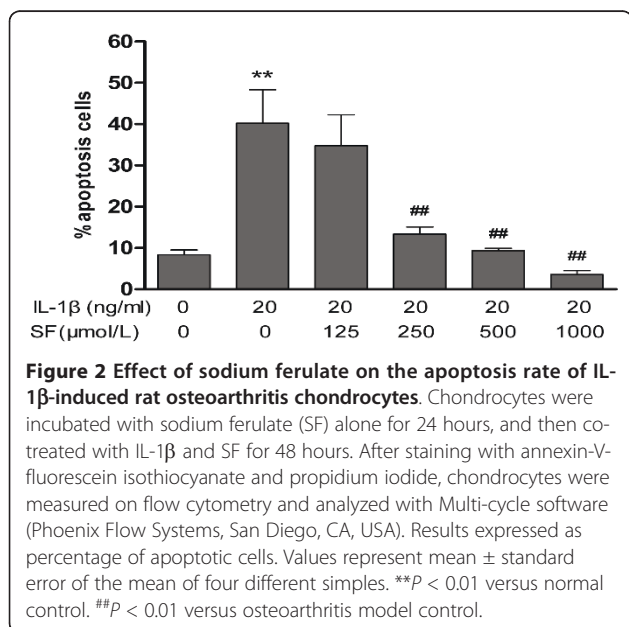 60
50
40
30
20
10
0
%apoptosis cells
**
##
##
##
IL-1β (ng/ml) 0 20 20 20 20 20
SF(μmol/L) 0 0 125 250 500 1000
Figure 2 Effect of sodium ferulate on the apoptosis rate of IL-
1β-induced rat osteoarthritis chondrocytes. Chondrocytes were
incubated with sodium ferulate (SF) alone for 24 hours, and then co-
treated with IL-1β and SF for 48 hours. After staining with annexin-V-
fluorescein isothiocyanate and propidium iodide, chondrocytes were
measured on flow cytometry and analyzed with Multi-cycle software
(Phoenix Flow Systems, San Diego, CA, USA). Results expressed as
percentage of apoptotic cells. Values represent mean ± standard
error of the mean of four different simples. **P < 0.01 versus normal
control. ##P < 0.01 versus osteoarthritis model control.